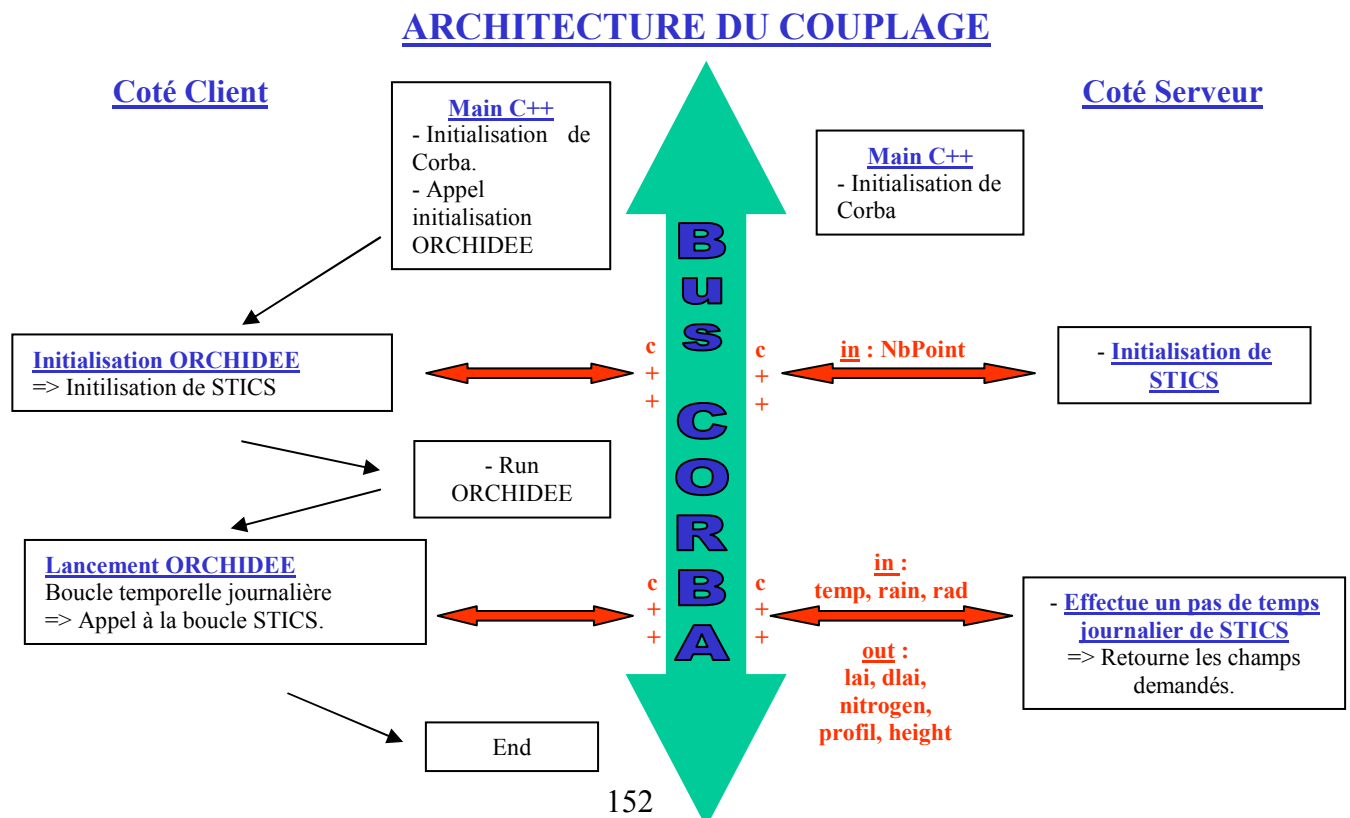 ARCHITECTURE DU COUPLAGE
Coté Client
Coté Serveur
Main C++
- Initialisation de
Corba.
- Appel
initialisation
ORCHIDEE
Main C++
- Initialisation de
Corba
Bus CORBA
Initialisation ORCHIDEE
=> Initilisation de STICS
c
+
+
c
+
+
in : NbPoint
- Initialisation de
STICS
- Run
ORCHIDEE
Lancement ORCHIDEE
Boucle temporelle journalière
=> Appel à la boucle STICS.
c
+
+
c
+
+
in :
temp, rain, rad
out :
lai, dlai,
nitrogen,
profil, height
- Effectue un pas de temps
journalier de STICS
=> Retourne les champs
demandés.
End
152